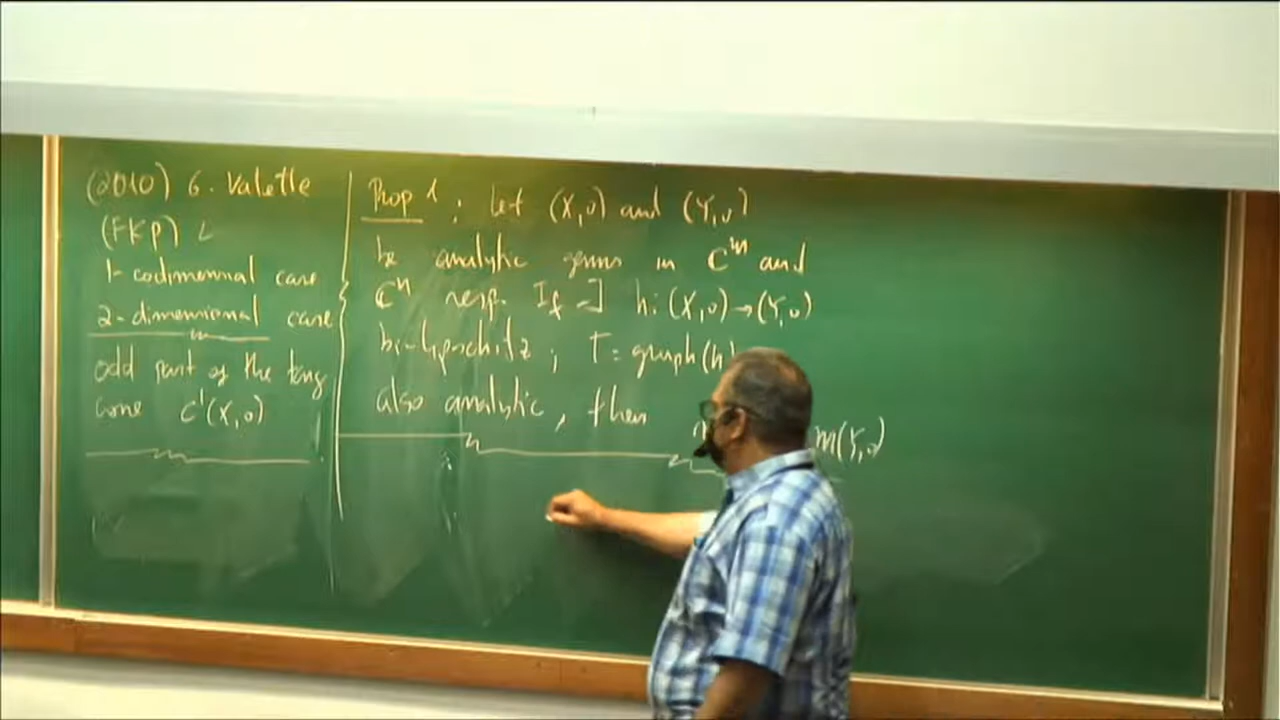 (2010) G. Valette
(FKP)
1-codimensional case
2-dimensional case
odd part of the tang
cone C'(X,0)
Prop 1: Let (X,0) and (Y,0)
be analytic germs in C^m and
C^n resp. If ∃ h: (X,0)→(Y,0)
bi-Lipschitz; Γ = graph(h)
also analytic, then
m(Y,0)